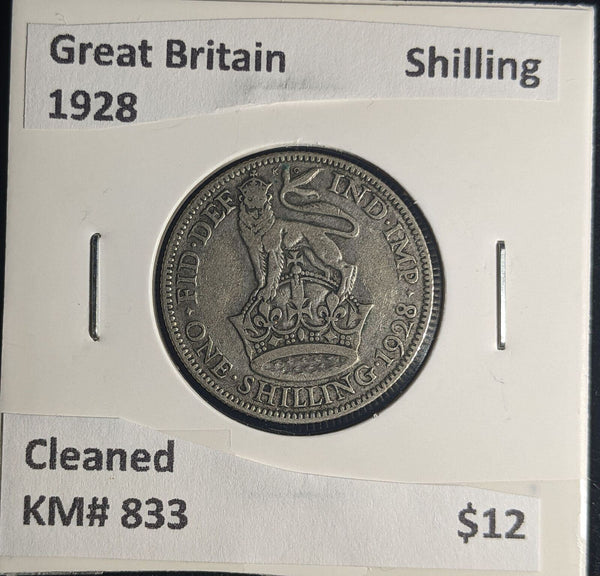 Great Britain Shilling
1928
·FID·DEF IND·IMP·
ONE·SHILLING·1928
Cleaned
KM# 833 $12